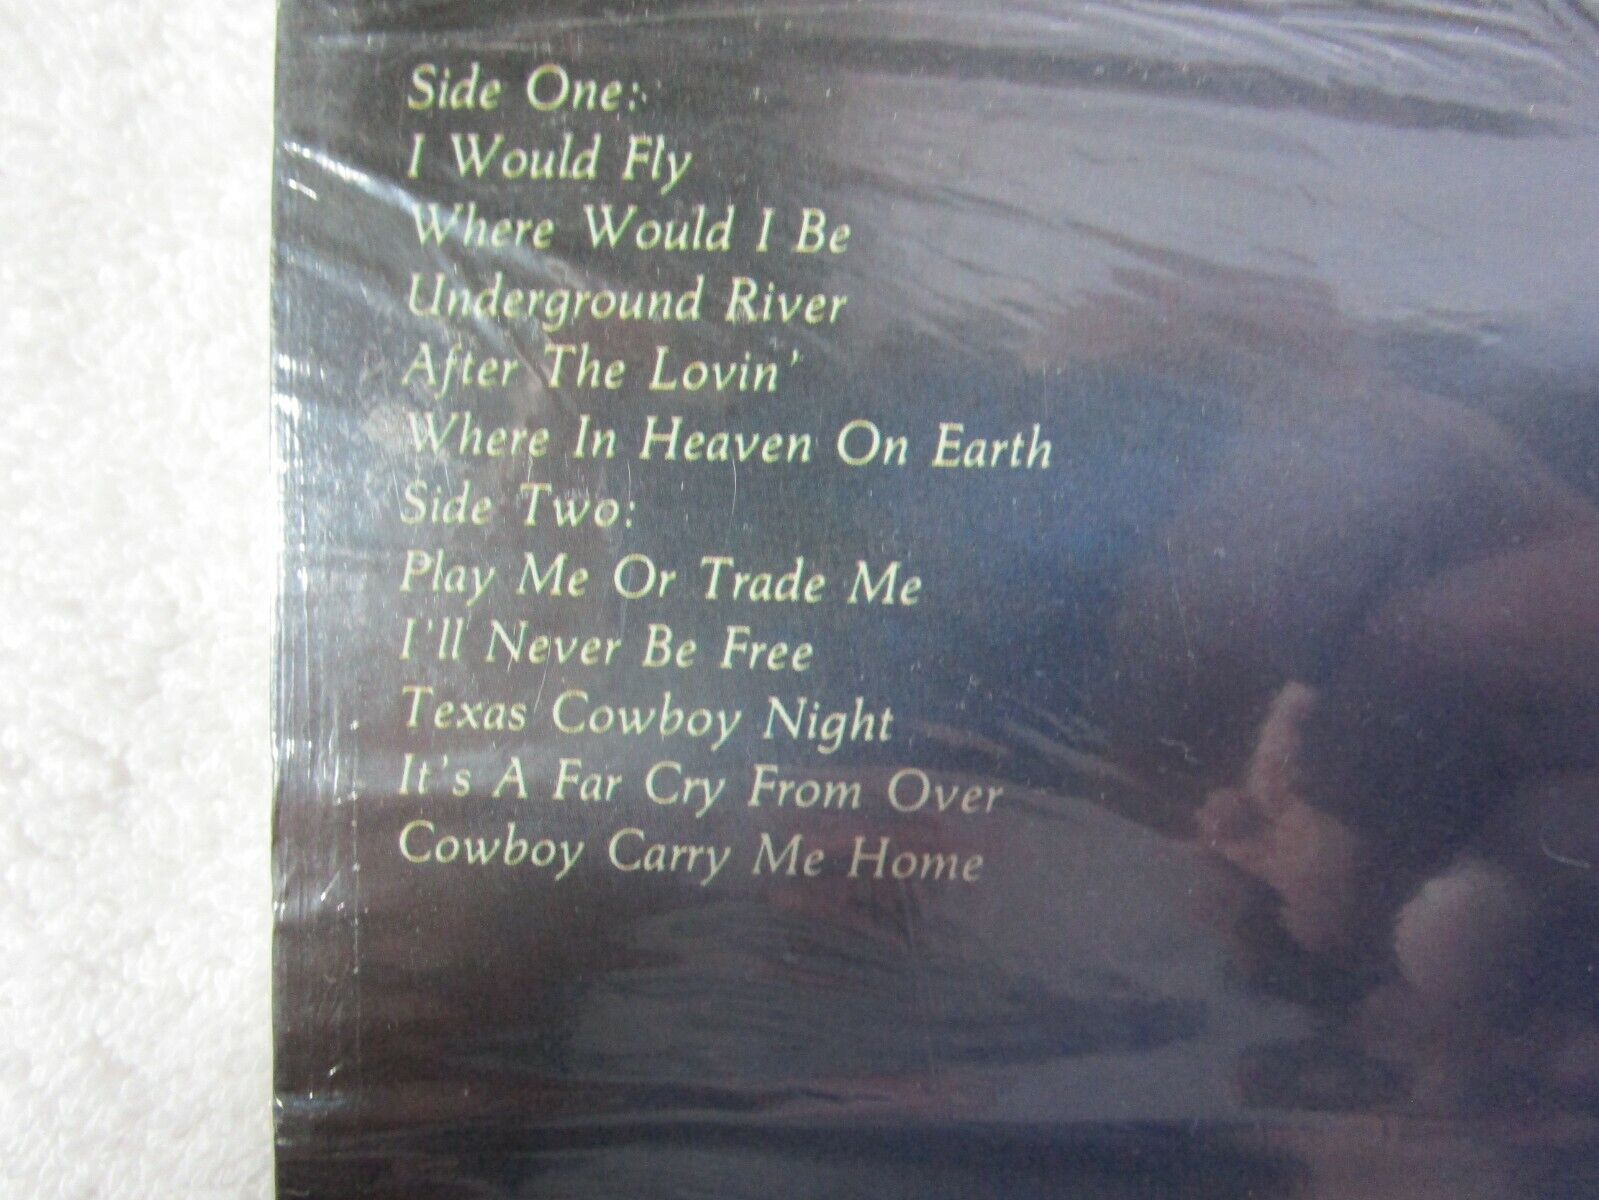 Side One:
I Would Fly
Where Would I Be
Underground River
After The Lovin'
Where In Heaven On Earth
Side Two:
Play Me Or Trade Me
I'll Never Be Free
Texas Cowboy Night
It's A Far Cry From Over
Cowboy Carry Me Home